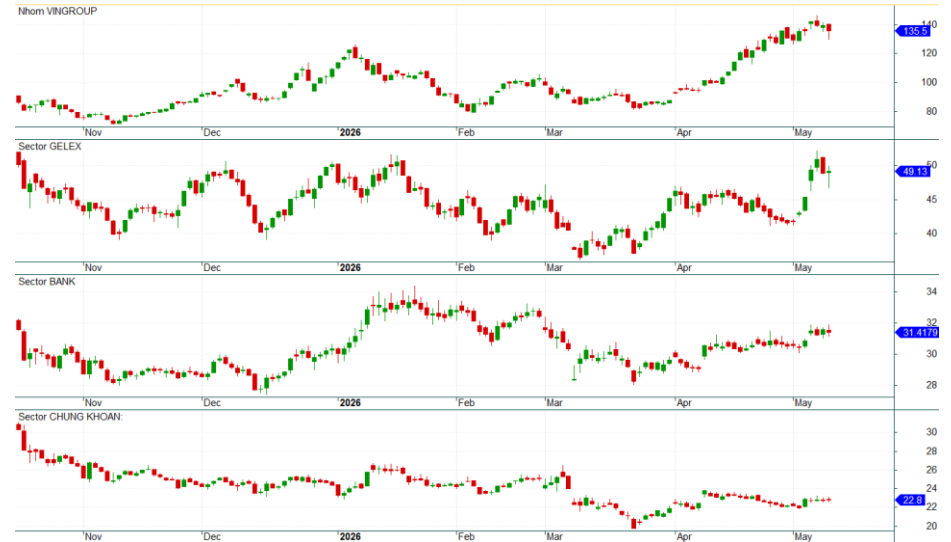 Nhom VINGROUP
140
135.5
120
100
80
Nov Dec 2026 Feb Mar Apr May
Sector GELEX
50
49.13
45
40
Nov Dec 2026 Feb Mar Apr May
Sector BANK
34
32
31.4179
30
28
Nov Dec 2026 Feb Mar Apr May
Sector CHUNG KHOAN:
30
28
26
24
22.8
22
20
Nov Dec 2026 Feb Mar Apr May